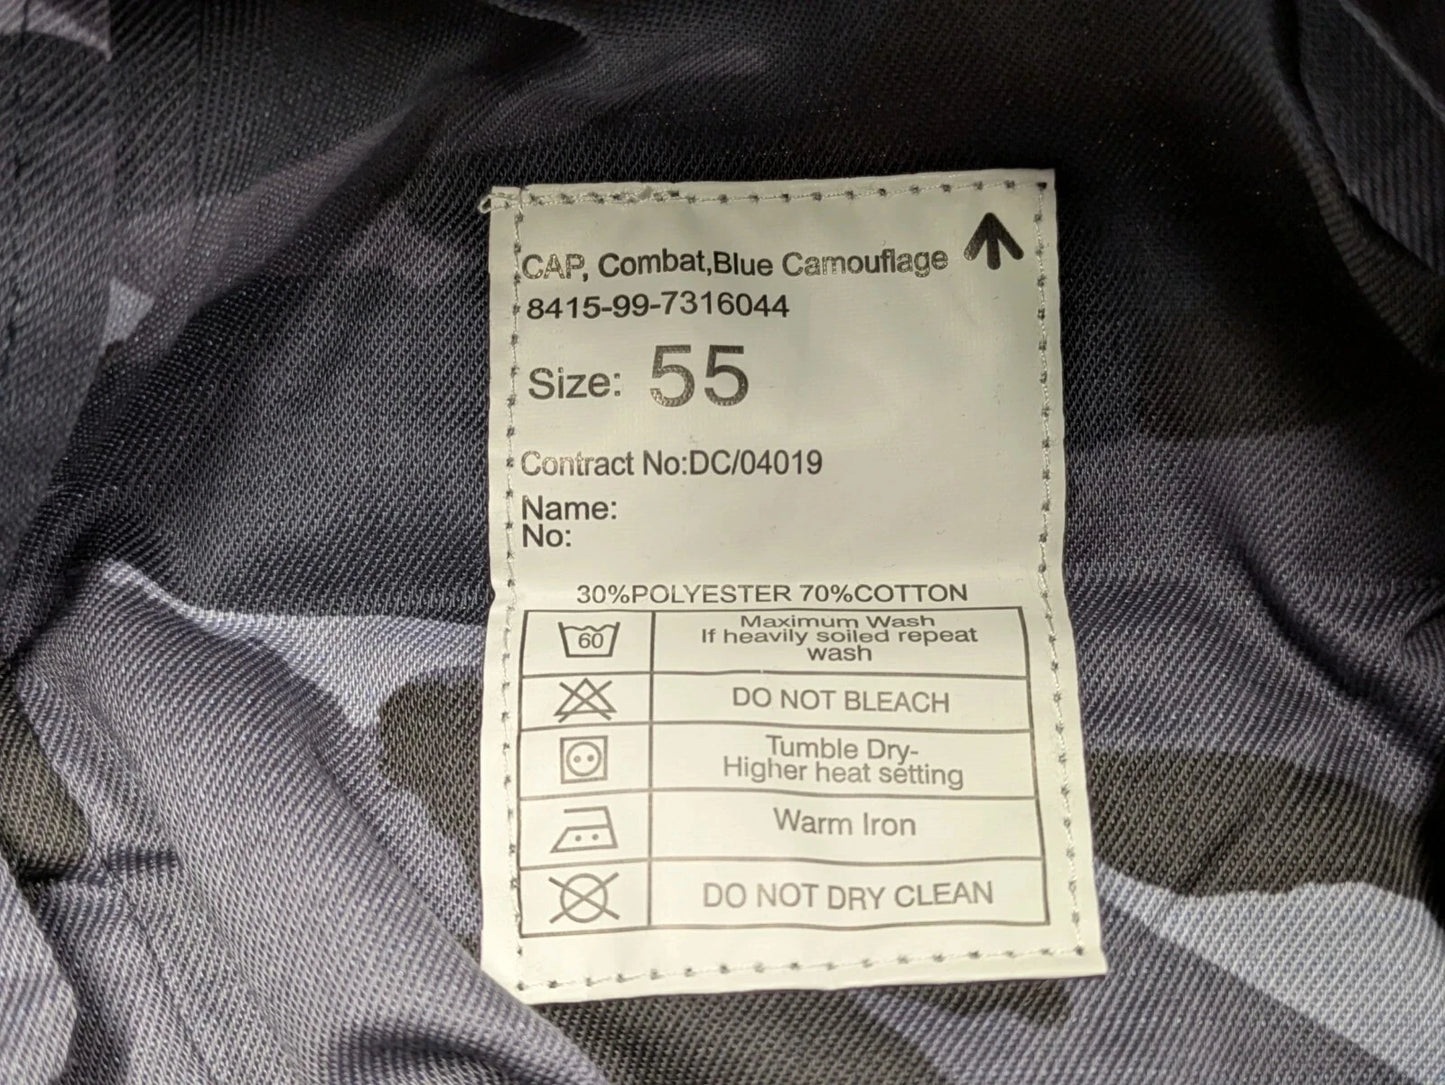 CAP, Combat,Blue Camouflage
8415-99-7316044
Size: 55
Contract No:DC/04019
Name:
No:
30%POLYESTER 70%COTTON
60
Maximum Wash
If heavily soiled repeat
wash
DO NOT BLEACH
Tumble Dry-
Higher heat setting
Warm Iron
DO NOT DRY CLEAN